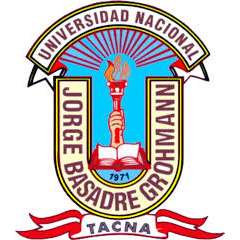 UNIVERSIDAD NACIONAL
JORGE BASADRE GROHMANN
1971
TACNA